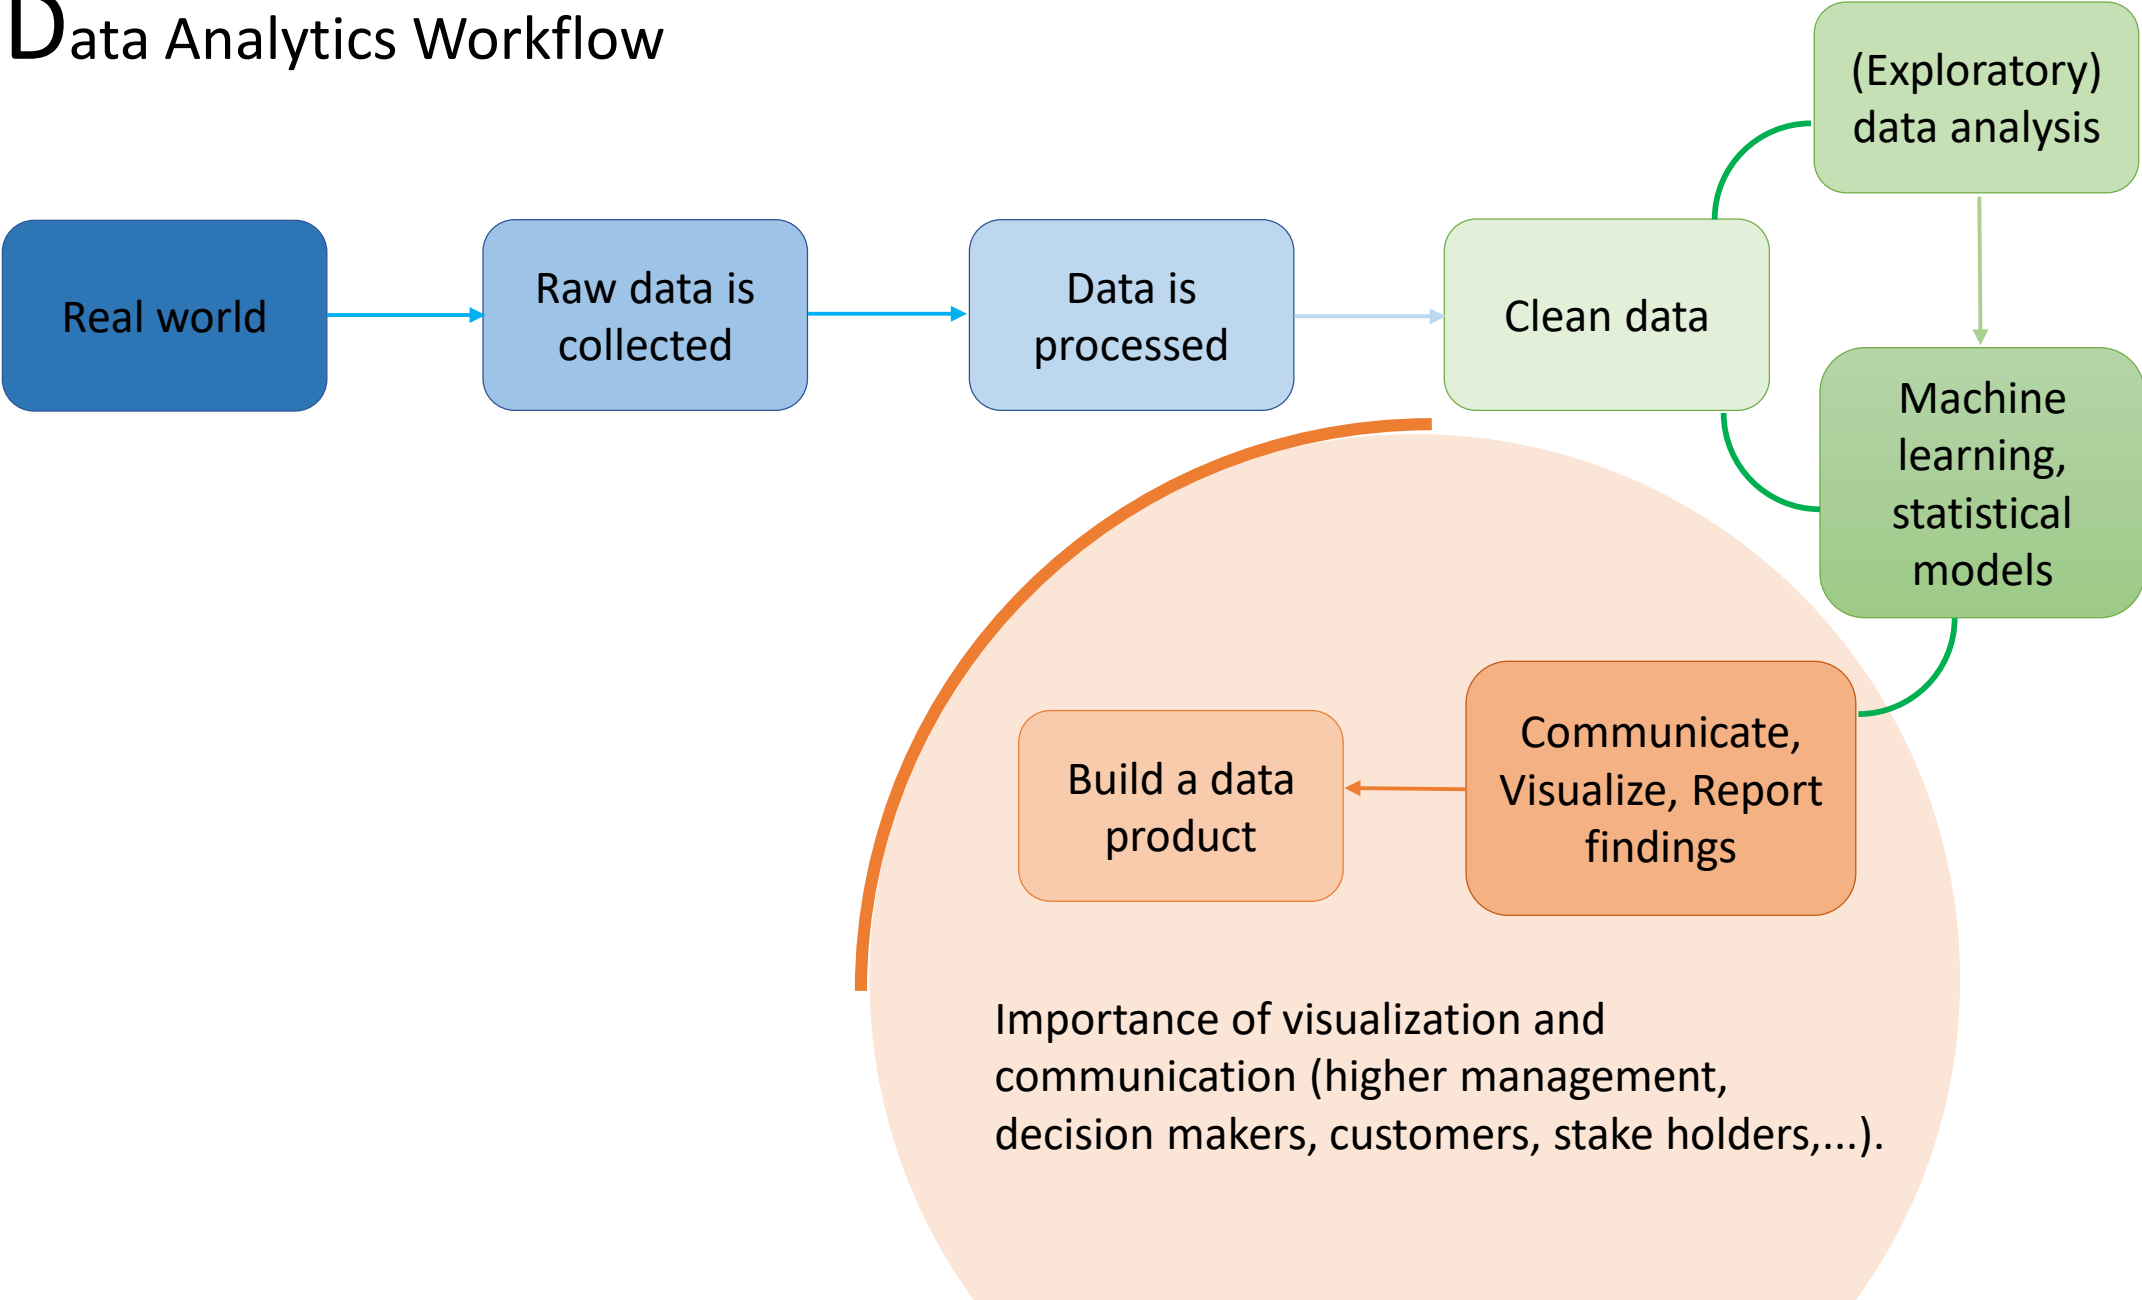 Data Analytics Workflow
(Exploratory)
data analysis
Real world
Raw data is
collected
Data is
processed
Clean data
Machine
learning,
statistical
models
Communicate,
Visualize, Report
findings
Build a data
product
Importance of visualization and
communication (higher management,
decision makers, customers, stake holders,...).